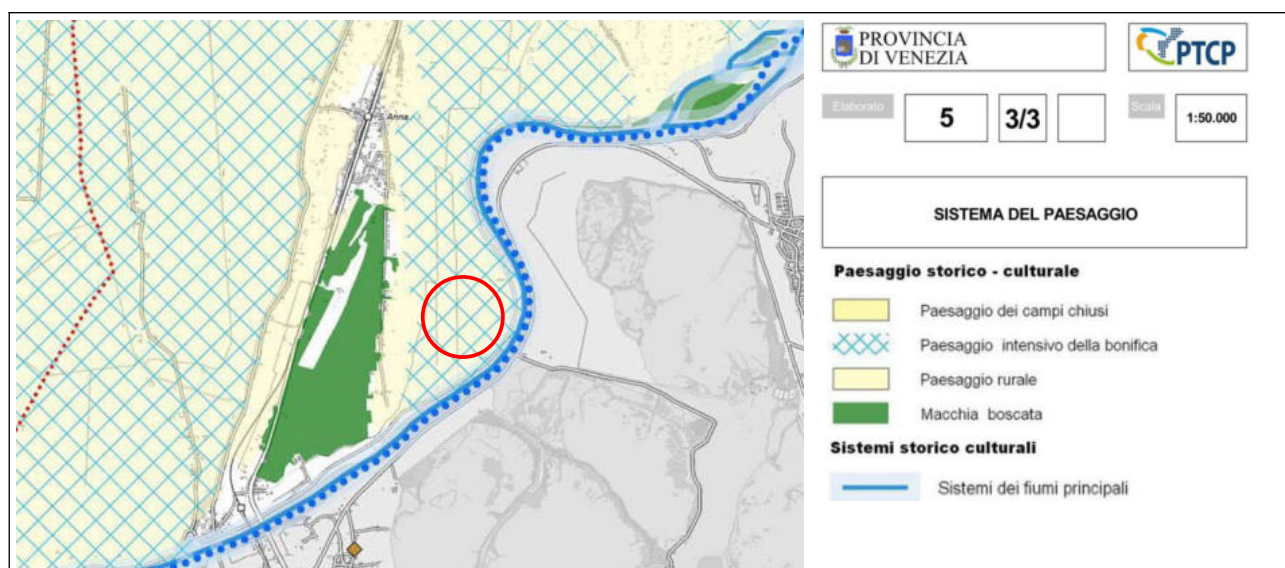 S. Anna
PROVINCIA
DI VENEZIA
PTCP
Elaborato
5
3/3
Scala
1:50.000
SISTEMA DEL PAESAGGIO
Paesaggio storico - culturale
Paesaggio dei campi chiusi
Paesaggio intensivo della bonifica
Paesaggio rurale
Macchia boscata
Sistemi storico culturali
Sistemi dei fiumi principali